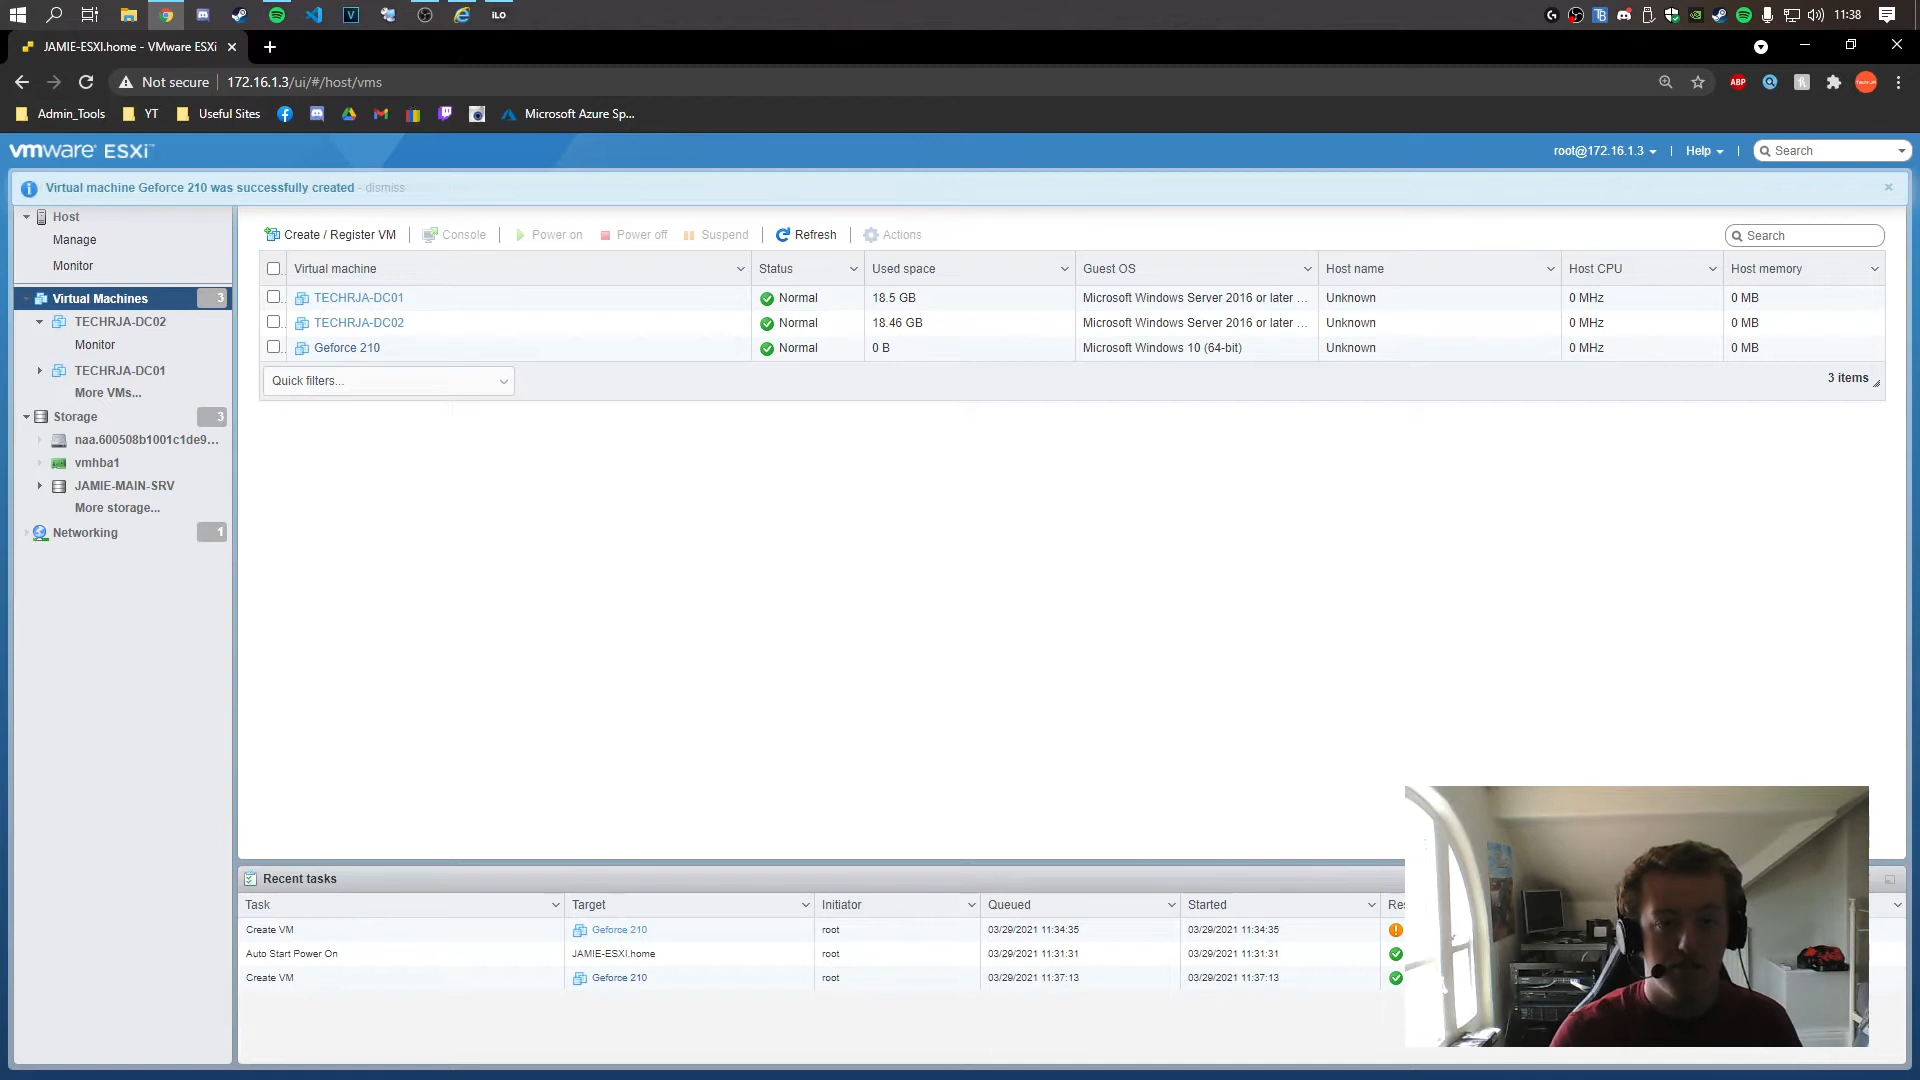 iLO
11:38
JAMIE-ESXI.home - VMware ESXi
Not secure
172.16.1.3/ui/#/host/vms
ABP
Admin_Tools
YT
Useful Sites
Microsoft Azure Sp...
vmware ESXi™
root@172.16.1.3
Help
Search
Virtual machine Geforce 210 was successfully created - dismiss
Host
Manage
Monitor
Virtual Machines 3
TECHRJA-DC02
Monitor
TECHRJA-DC01
More VMs...
Storage 3
naa.600508b1001c1de9...
vmhba1
JAMIE-MAIN-SRV
More storage...
Networking 1
Create / Register VM
Console
Power on
Power off
Suspend
Refresh
Actions
Search
Virtual machine Status Used space Guest OS Host name Host CPU Host memory
TECHRJA-DC01 Normal 18.5 GB Microsoft Windows Server 2016 or later ... Unknown 0 MHz 0 MB
TECHRJA-DC02 Normal 18.46 GB Microsoft Windows Server 2016 or later ... Unknown 0 MHz 0 MB
Geforce 210 Normal 0 B Microsoft Windows 10 (64-bit) Unknown 0 MHz 0 MB
Quick filters...
3 items
Recent tasks
Task Target Initiator Queued Started Res
Create VM Geforce 210 root 03/29/2021 11:34:35 03/29/2021 11:34:35
Auto Start Power On JAMIE-ESXI.home root 03/29/2021 11:31:31 03/29/2021 11:31:31
Create VM Geforce 210 root 03/29/2021 11:37:13 03/29/2021 11:37:13